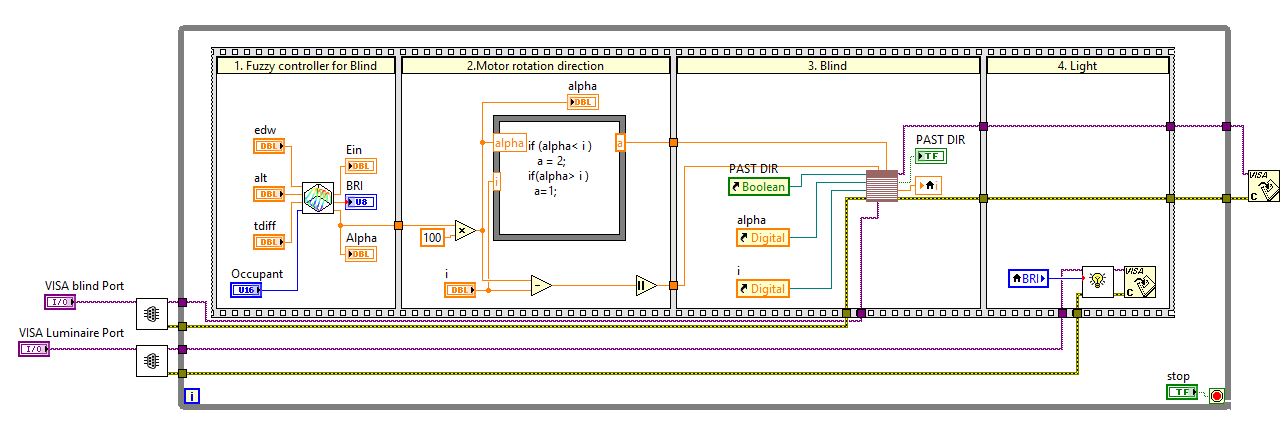 1. Fuzzy controller for Blind
2.Motor rotation direction
3. Blind
4. Light
edw
DBL
alt
DBL
tdiff
DBL
Occupant
U16
Ein
DBL
BRI
U8
Alpha
DBL
100
×
i
DBL
alpha
DBL
alpha
i
a
if (alpha< i )
a = 2;
if(alpha> i )
a=1;
PAST DIR
Boolean
alpha
Digital
i
Digital
PAST DIR
TF
i
BRI
VISA
C
VISA
C
VISA blind Port
I/O
VISA Luminaire Port
I/O
i
stop
TF